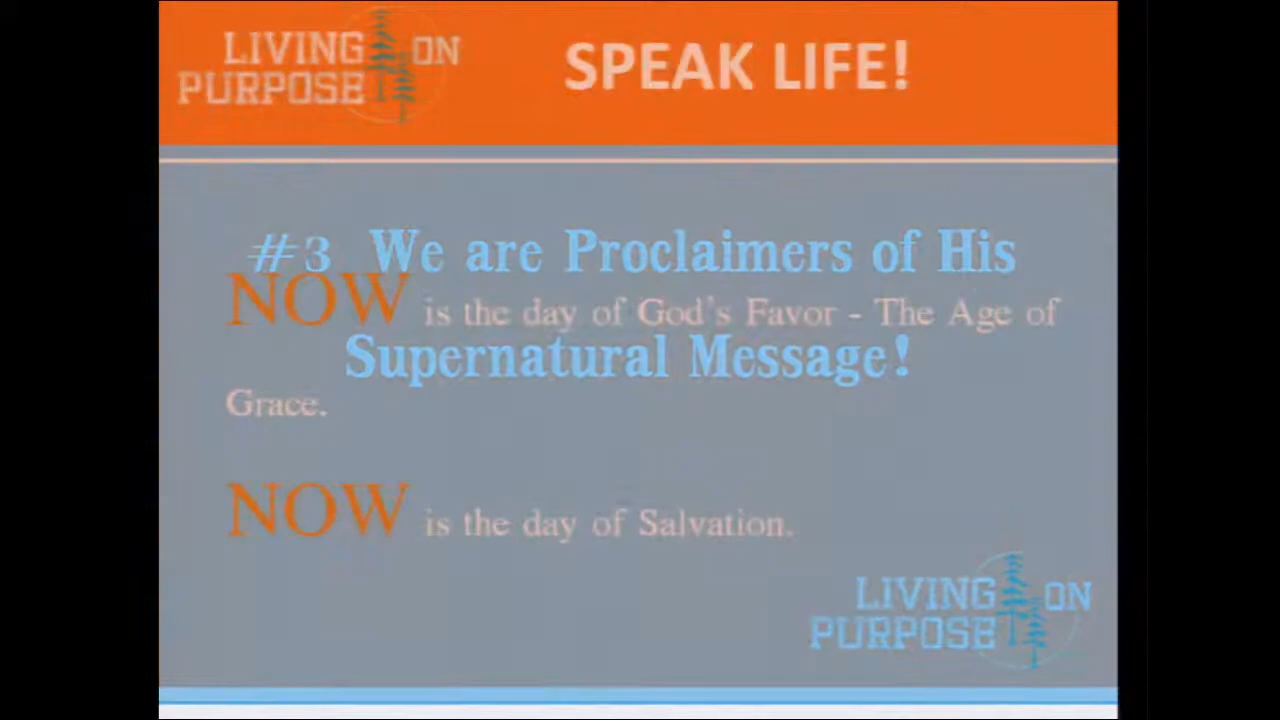 LIVING ON
PURPOSE
SPEAK LIFE!
#3 We are Proclaimers of His
NOW is the day of God's Favor - The Age of
Supernatural Message!
Grace.
NOW is the day of Salvation.
LIVING ON
PURPOSE